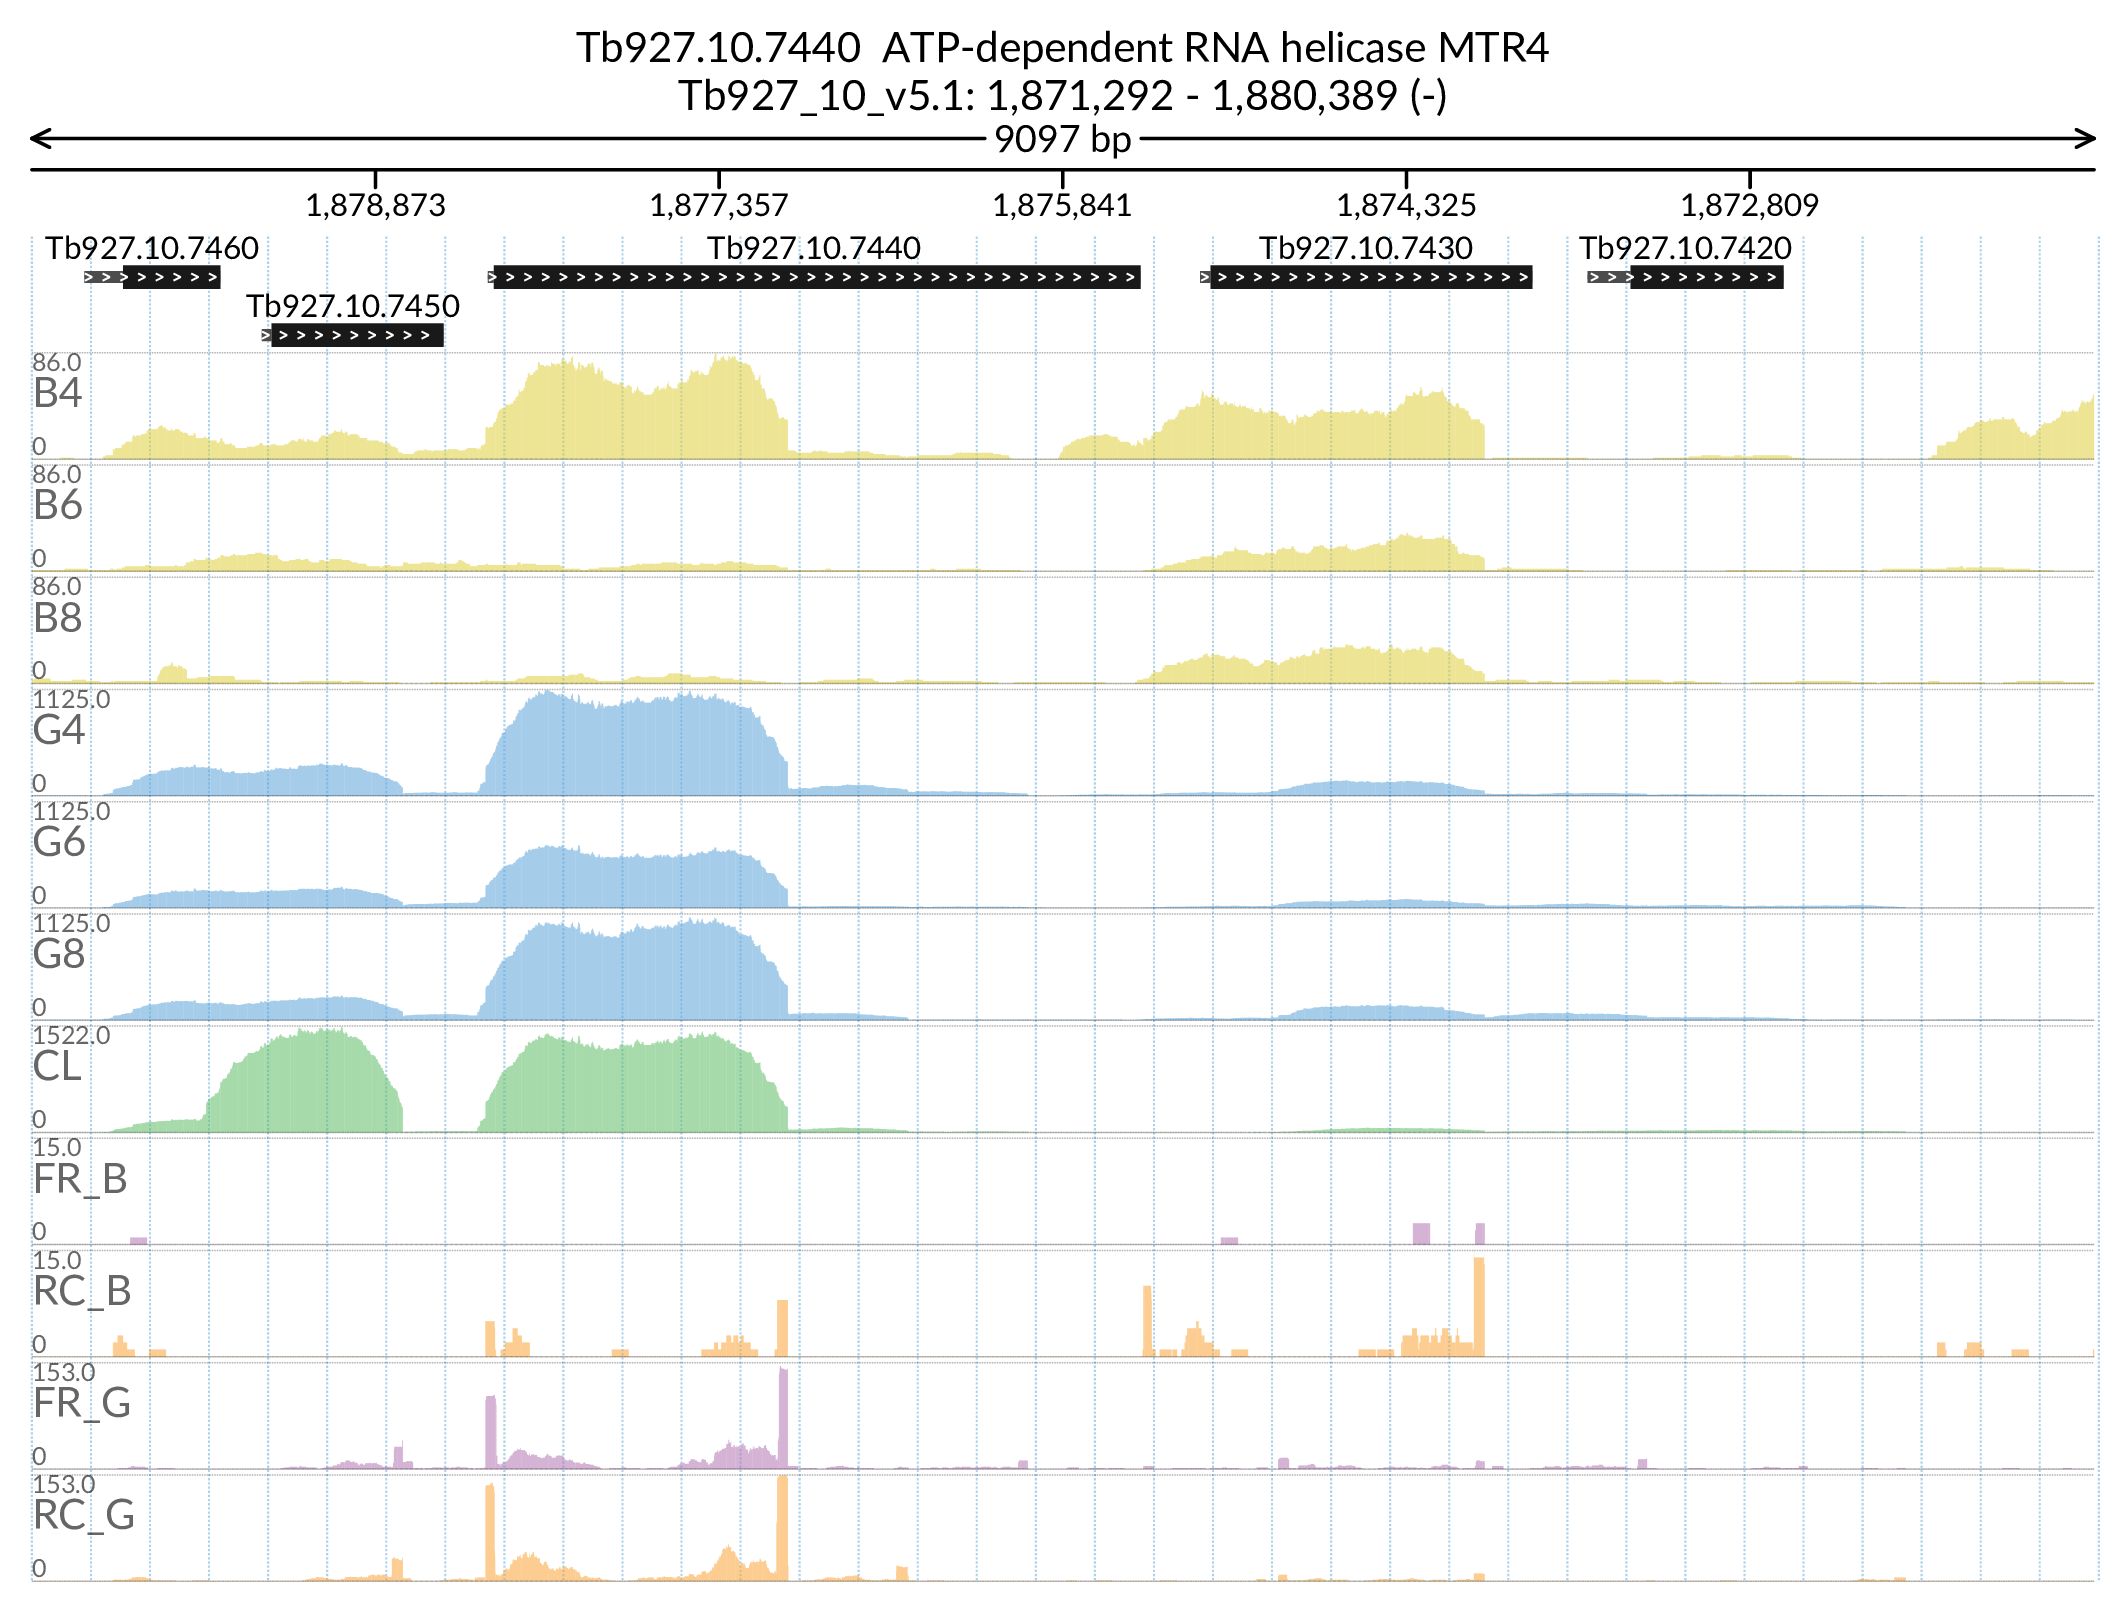 Tb927.10.7440 ATP-dependent RNA helicase MTR4
Tb927_10_v5.1: 1,871,292 - 1,880,389 (-)
9097 bp
1,878,873 1,877,357 1,875,841 1,874,325 1,872,809
Tb927.10.7460 Tb927.10.7440 Tb927.10.7430 Tb927.10.7420
Tb927.10.7450
86.0
B4
0
86.0
B6
0
86.0
B8
0
1125.0
G4
0
1125.0
G6
0
1125.0
G8
0
1522.0
CL
0
15.0
FR_B
0
15.0
RC_B
0
153.0
FR_G
0
153.0
RC_G
0